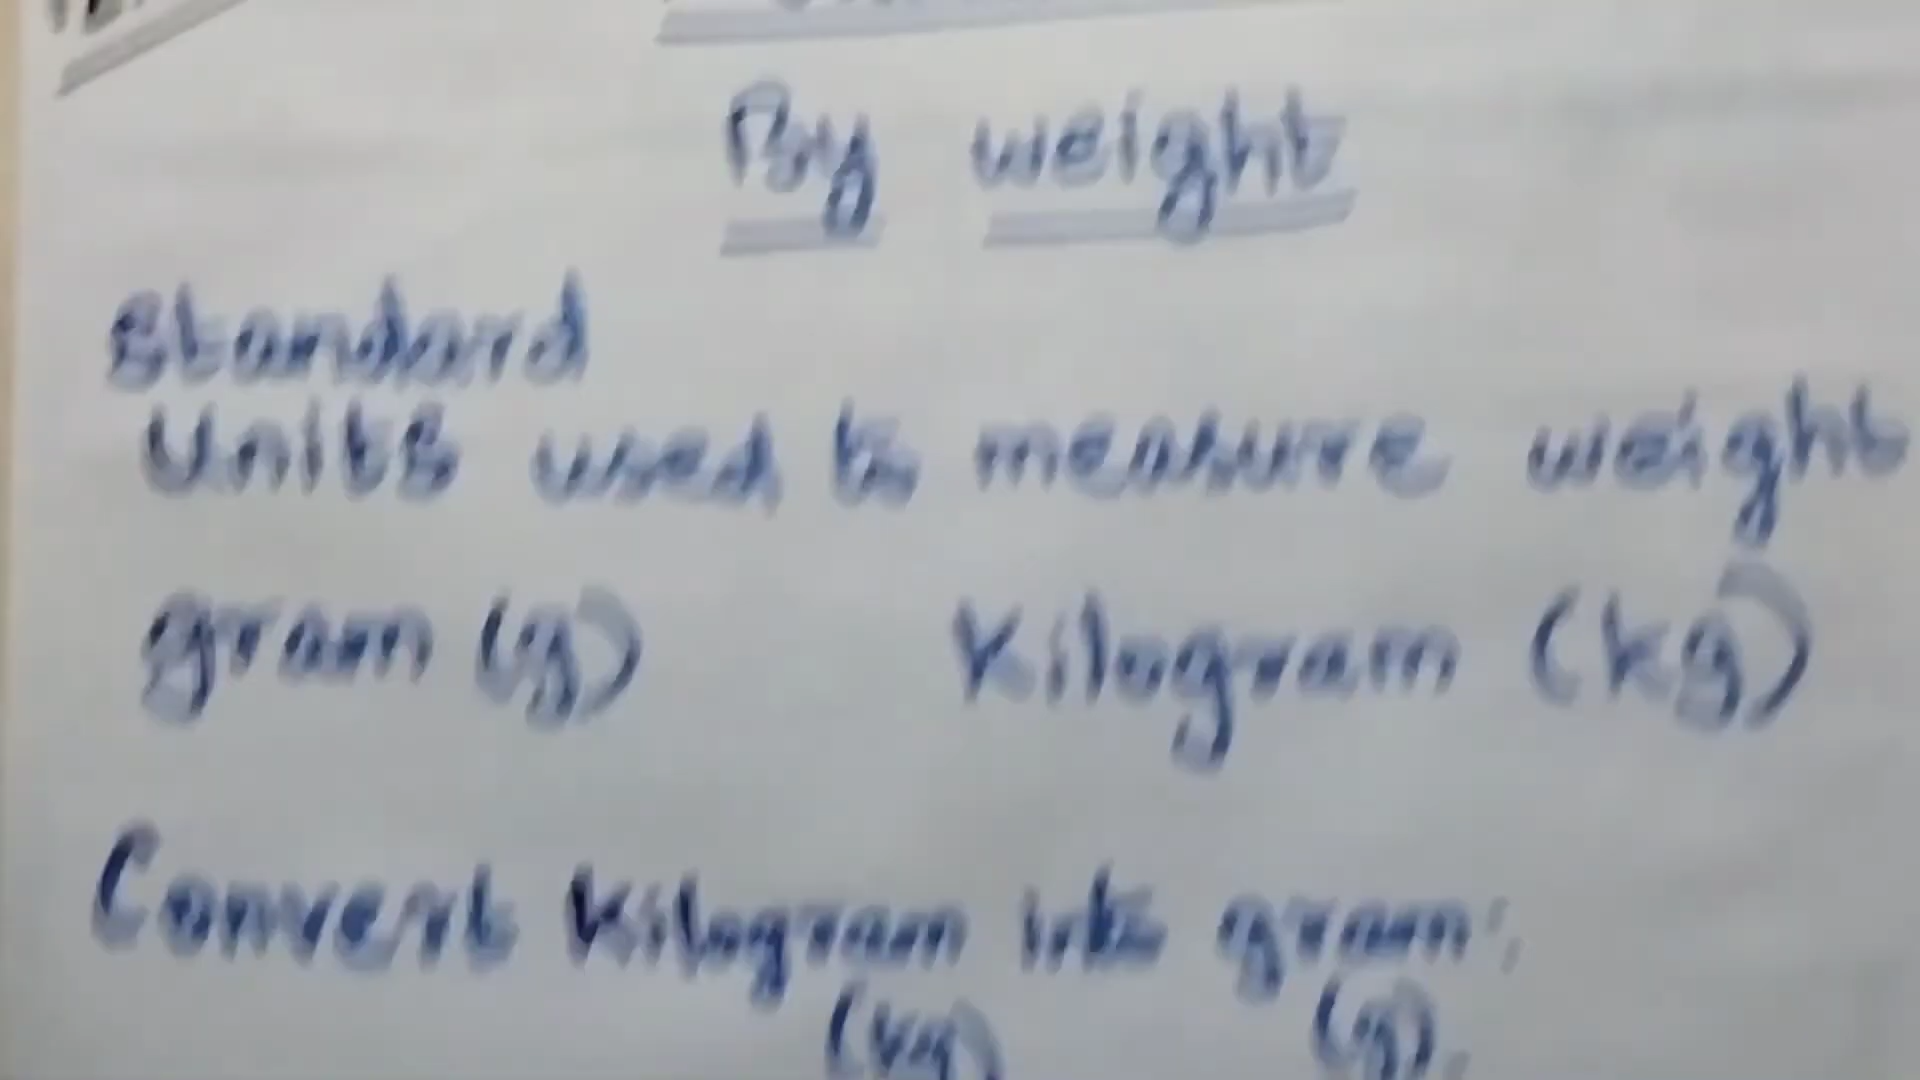 By weight
Standard
Units used to measure weight
gram (g) Kilogram (kg)
Convert Kilogram into gram:
(kg) (g).